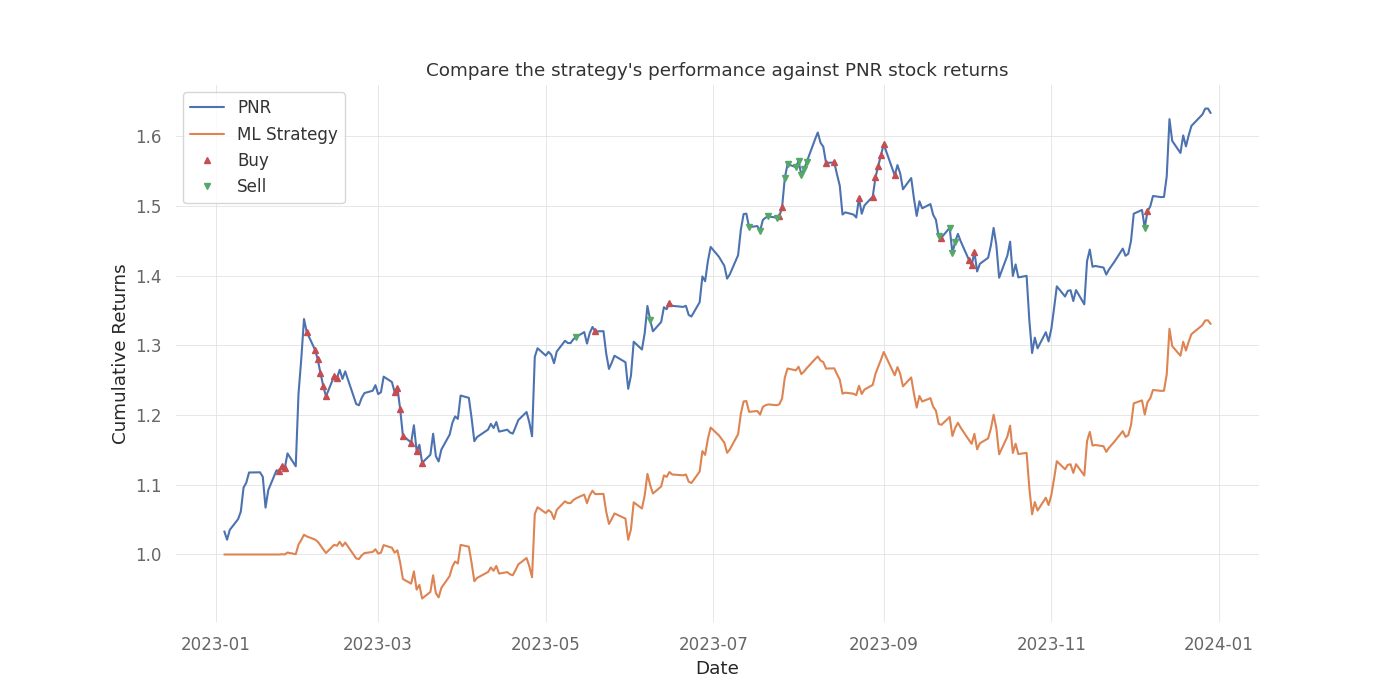 Compare the strategy's performance against PNR stock returns
PNR
ML Strategy
Buy
Sell
Cumulative Returns
1.6
1.5
1.4
1.3
1.2
1.1
1.0
2023-01 2023-03 2023-05 2023-07 2023-09 2023-11 2024-01
Date